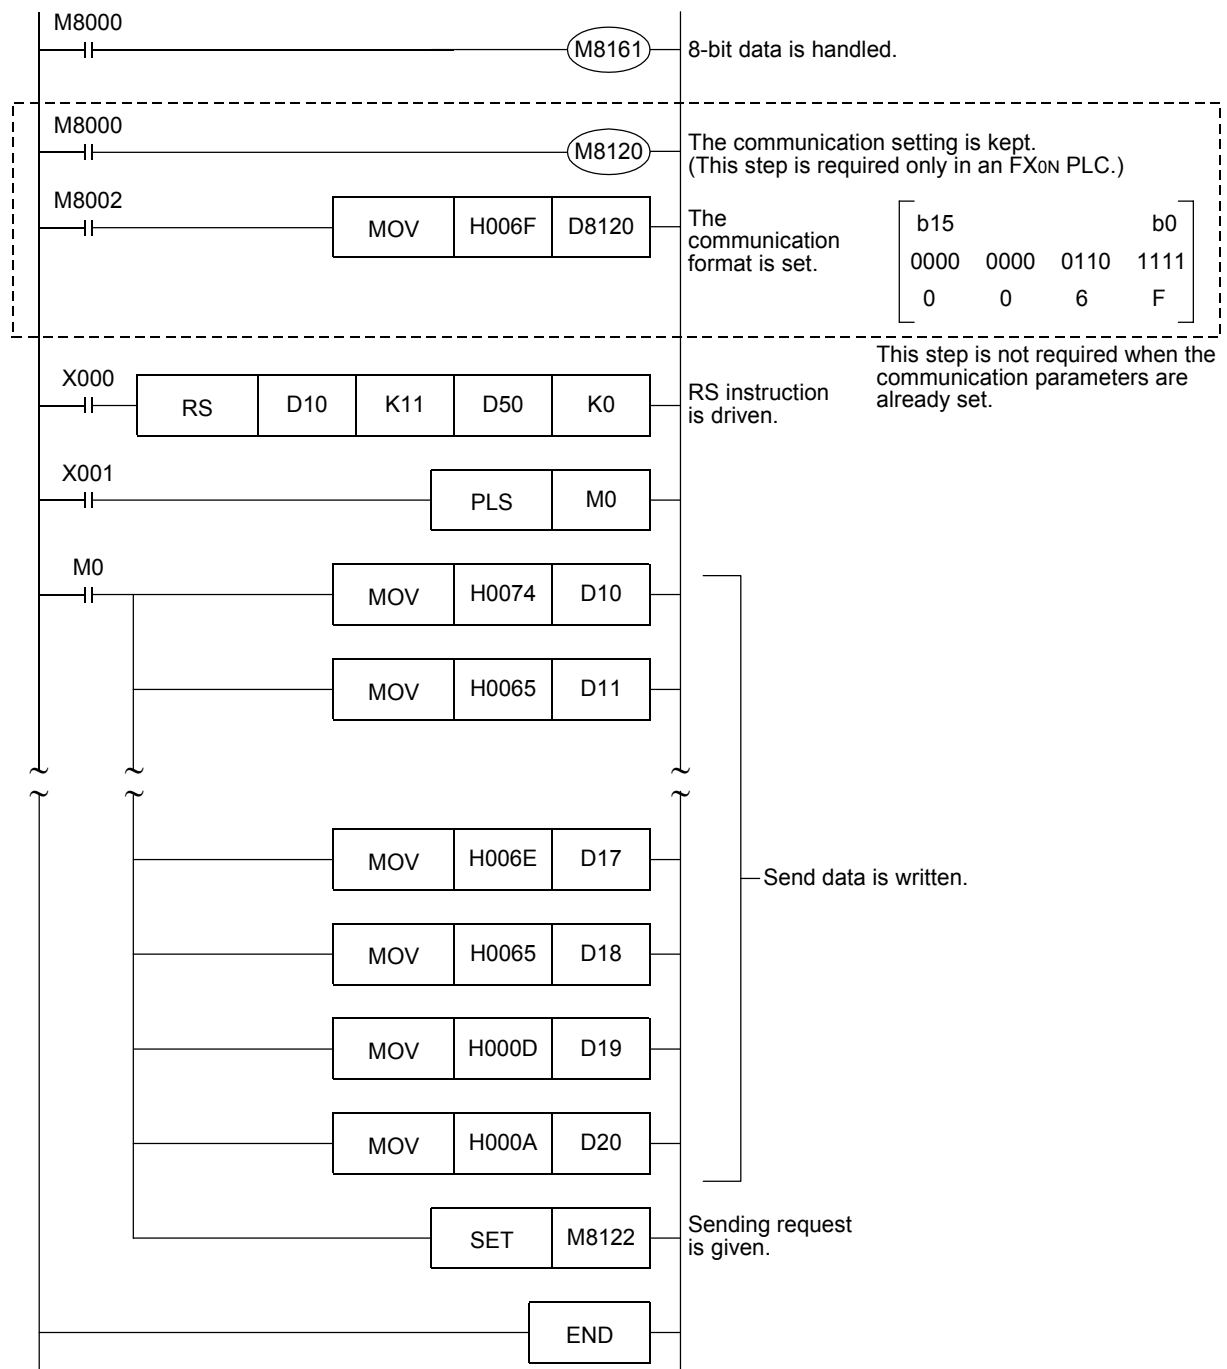 M8000
M8161
8-bit data is handled.
M8000
M8120
The communication setting is kept.
(This step is required only in an FX0N PLC.)
M8002
MOV H006F D8120
The
communication
format is set.
b15 b0
0000 0000 0110 1111
0 0 6 F
This step is not required when the
communication parameters are
already set.
X000
RS D10 K11 D50 K0
RS instruction
is driven.
X001
PLS M0
M0
MOV H0074 D10
MOV H0065 D11
MOV H006E D17
Send data is written.
MOV H0065 D18
MOV H000D D19
MOV H000A D20
SET M8122
Sending request
is given.
END